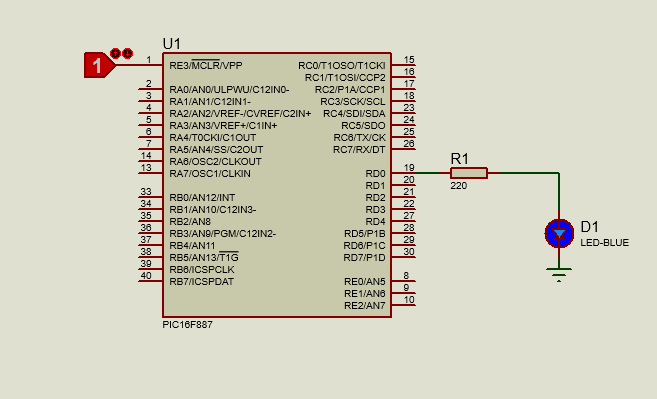 U1
1
1
RE3/MCLR/VPP
RC0/T1OSO/T1CKI
15
RC1/T1OSI/CCP2
16
2
RA0/AN0/ULPWU/C12IN0-
RC2/P1A/CCP1
17
3
RA1/AN1/C12IN1-
RC3/SCK/SCL
18
4
RA2/AN2/VREF-/CVREF/C2IN+
RC4/SDI/SDA
23
5
RA3/AN3/VREF+/C1IN+
RC5/SDO
24
6
RA4/T0CKI/C1OUT
RC6/TX/CK
25
7
RA5/AN4/SS/C2OUT
RC7/RX/DT
26
14
RA6/OSC2/CLKOUT
13
RA7/OSC1/CLKIN
RD0
19
RD1
20
33
RB0/AN12/INT
RD2
21
34
RB1/AN10/C12IN3-
RD3
22
35
RB2/AN8
RD4
27
36
RB3/AN9/PGM/C12IN2-
RD5/P1B
28
37
RB4/AN11
RD6/P1C
29
38
RB5/AN13/T1G
RD7/P1D
30
39
RB6/ICSPCLK
40
RB7/ICSPDAT
RE0/AN5
8
RE1/AN6
9
RE2/AN7
10
PIC16F887
R1
220
D1
LED-BLUE